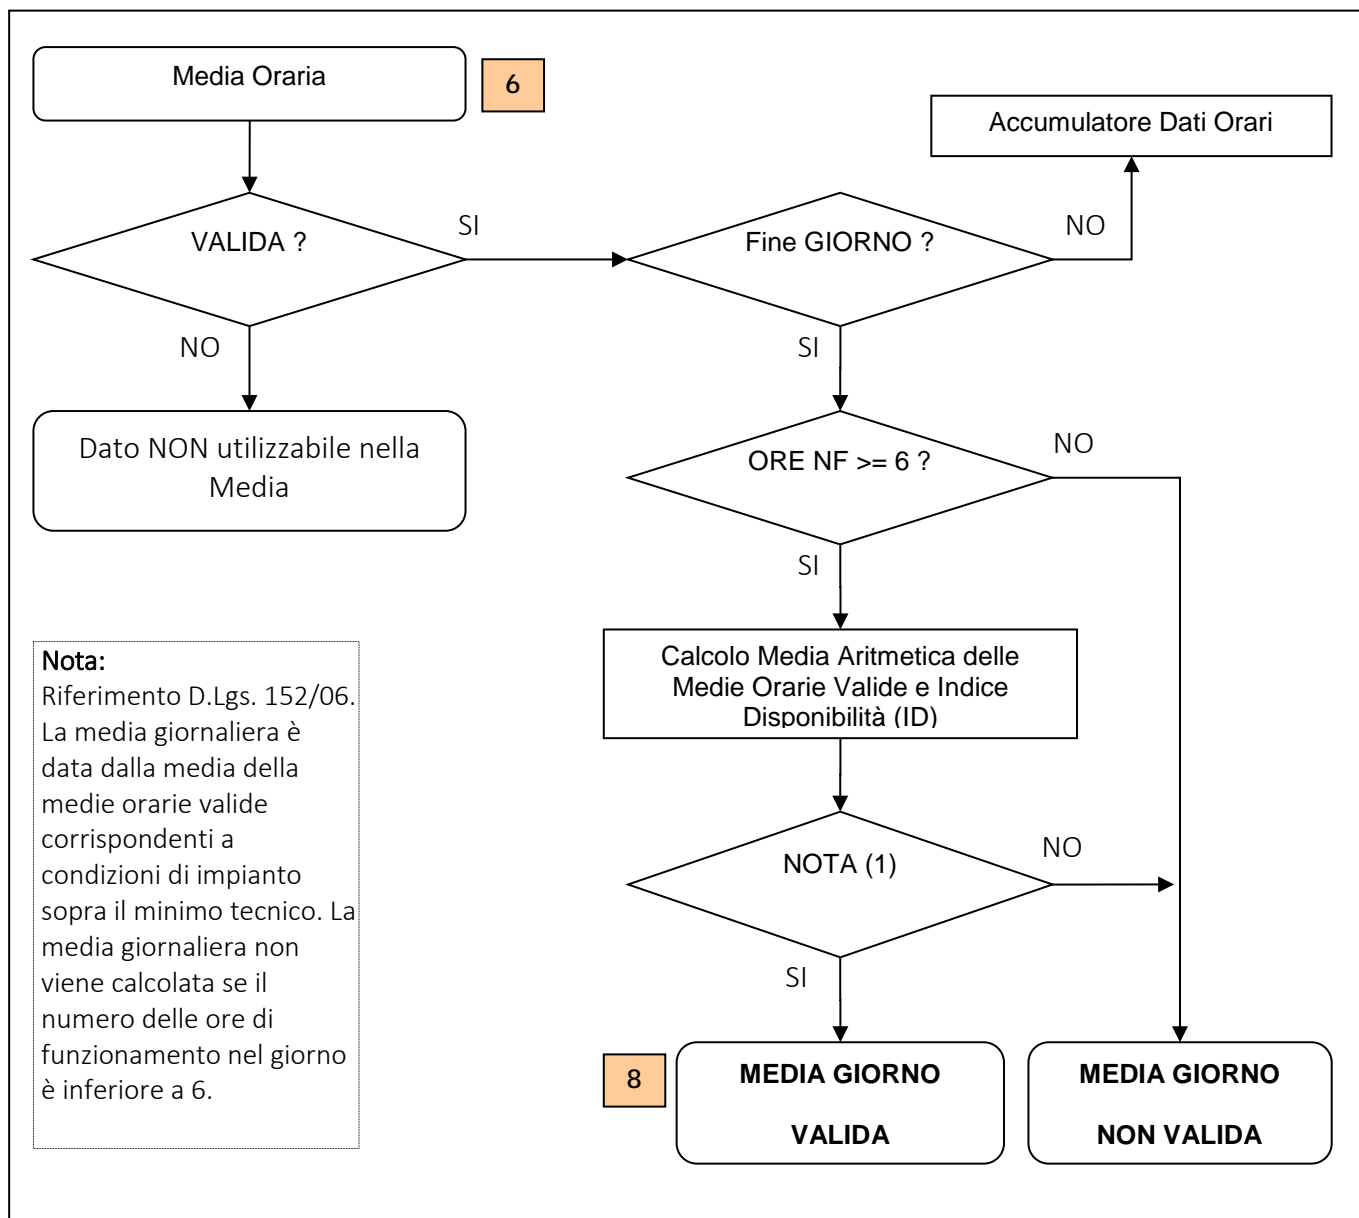 Media Oraria
6
Accumulatore Dati Orari
VALIDA ?
SI
Fine GIORNO ?
NO
NO
SI
Dato NON utilizzabile nella
Media
ORE NF >= 6 ?
NO
SI
Calcolo Media Aritmetica delle
Medie Orarie Valide e Indice
Disponibilità (ID)
Nota:
Riferimento D.Lgs. 152/06.
La media giornaliera è
data dalla media della
medie orarie valide
corrispondenti a
condizioni di impianto
sopra il minimo tecnico. La
media giornaliera non
viene calcolata se il
numero delle ore di
funzionamento nel giorno
è inferiore a 6.
NOTA (1)
NO
SI
8
MEDIA GIORNO
VALIDA
MEDIA GIORNO
NON VALIDA